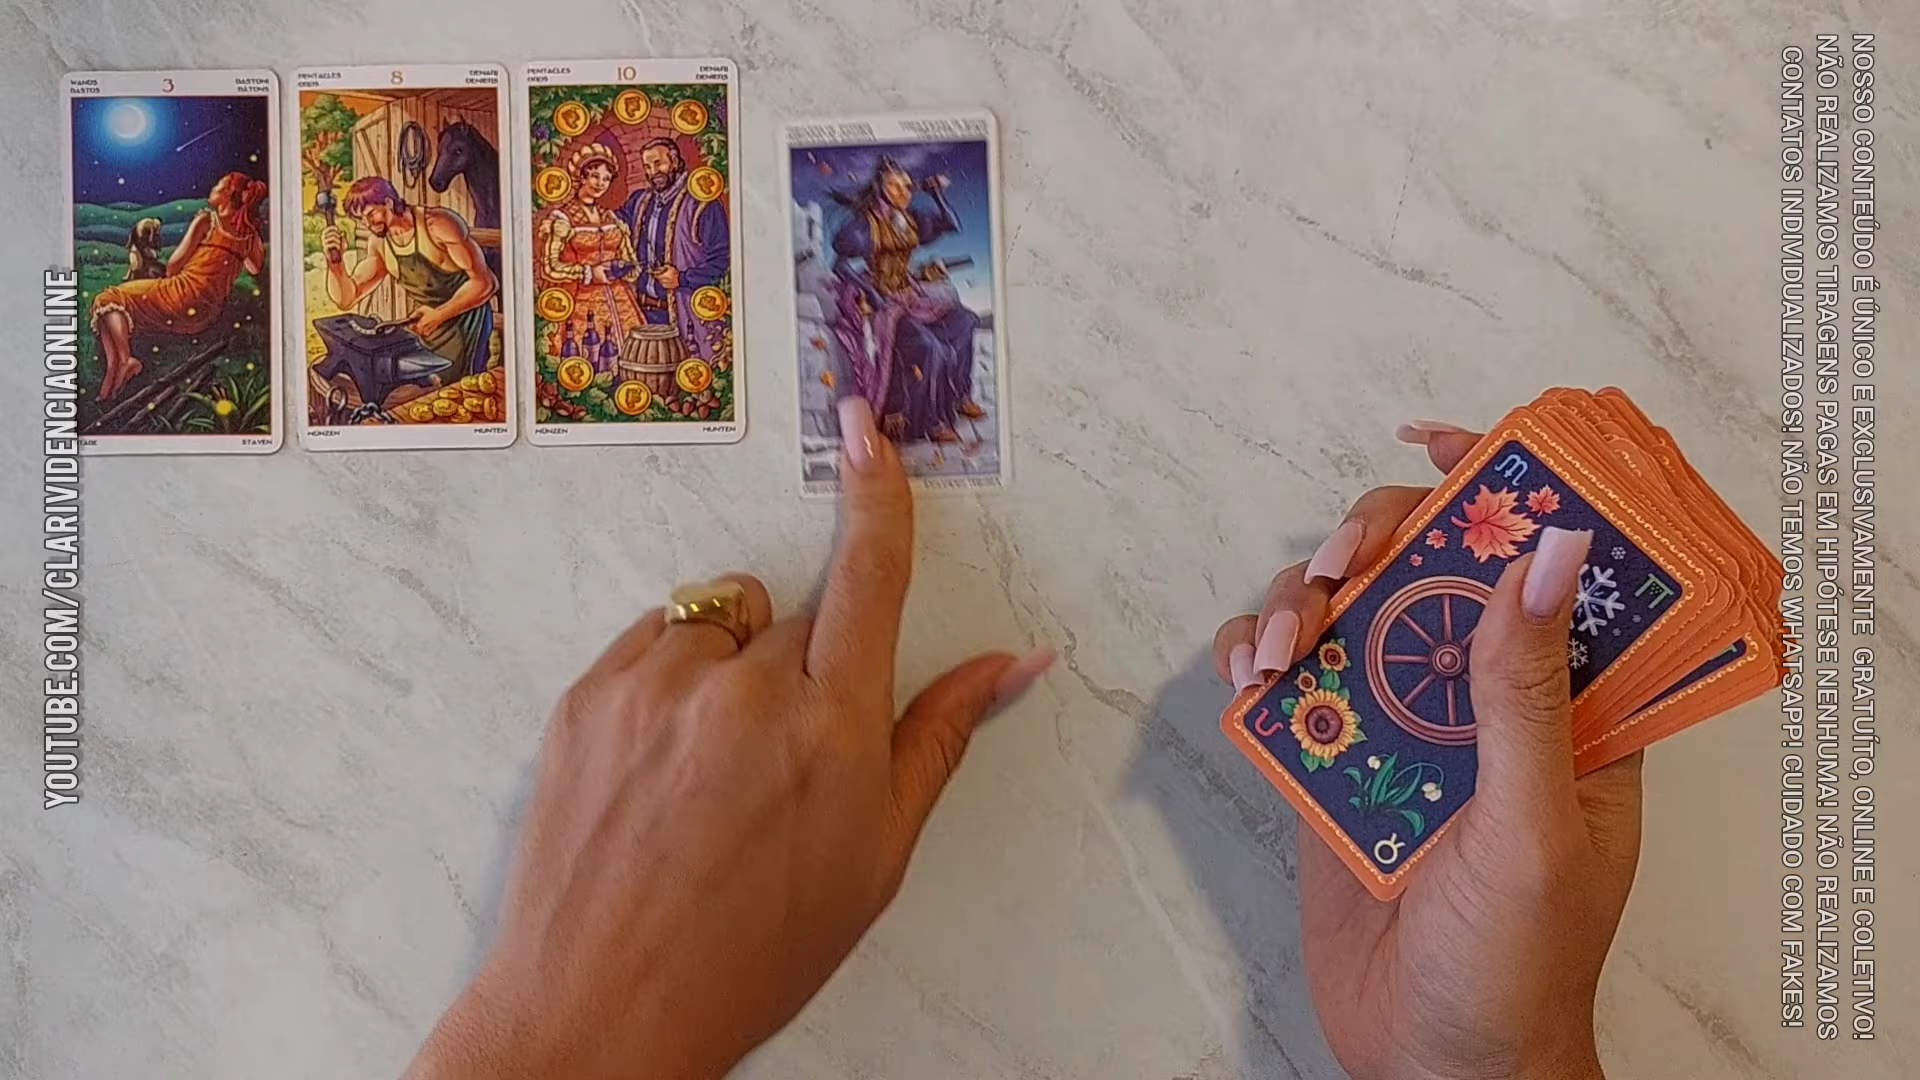 WANDS
BASTOS
3
BASTONI
BÂTONS
STAVEN
PENTACLES
OROS
8
DENARI
DENIERS
MÜNZEN
MUNTEN
PENTACLES
OROS
10
DENARI
DENIERS
MÜNZEN
MUNTEN
YOUTUBE.COM/CLARIVIDENCIAONLINE
NOSSO CONTEÚDO É ÚNICO E EXCLUSIVAMENTE GRATUÍTO, ONLINE E COLETIVO!
NÃO REALIZAMOS TIRAGENS PAGAS EM HIPÓTESE NENHUMA! NÃO REALIZAMOS
CONTATOS INDIVIDUALIZADOS! NÃO TEMOS WHATSAPP! CUIDADO COM FAKES!